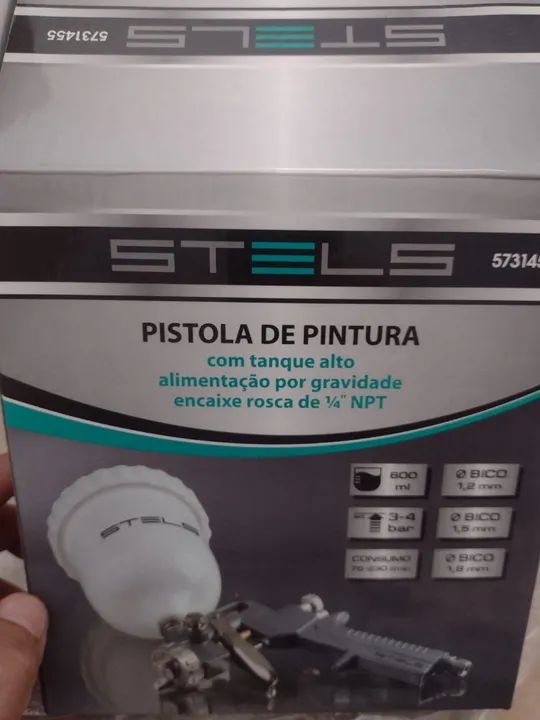 5731455 STELS
STELS
PISTOLA DE PINTURA
com tanque alto
alimentação por gravidade
encaixe rosca de ¼" NPT
600 ml
Ø BICO 1,2 mm
3-4 bar
Ø BICO 1,5 mm
CONSUMO
Ø BICO 1,8 mm
STELS